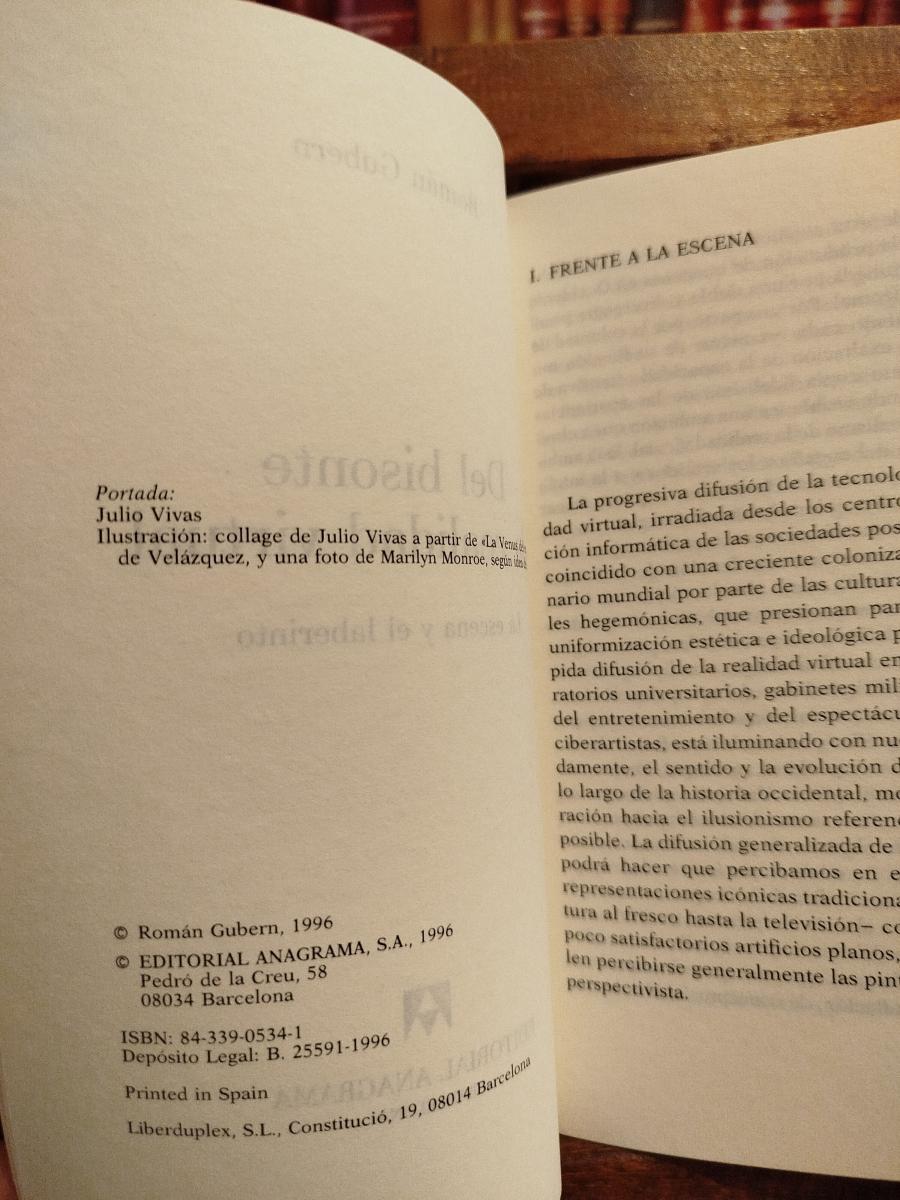 Portada:
Julio Vivas
Ilustración: collage de Julio Vivas a partir de «La Venus
de Velázquez, y una foto de Marilyn Monroe, según idea
© Román Gubern, 1996
© EDITORIAL ANAGRAMA, S.A., 1996
Pedró de la Creu, 58
08034 Barcelona
ISBN: 84-339-0534-1
Depósito Legal: B. 25591-1996
Printed in Spain
Liberduplex, S.L., Constitució, 19, 08014 Barcelona
I. FRENTE A LA ESCENA
La progresiva difusión de la tecnolo
dad virtual, irradiada desde los centro
ción informática de las sociedades pos
coincidido con una creciente coloniza
nario mundial por parte de las cultura
les hegemónicas, que presionan par
uniformización estética e ideológica p
pida difusión de la realidad virtual en
ratorios universitarios, gabinetes mili
del entretenimiento y del espectácu
ciberartistas, está iluminando con nu
damente, el sentido y la evolución d
lo largo de la historia occidental, mo
ración hacia el ilusionismo referen
posible. La difusión generalizada de
podrá hacer que percibamos en e
representaciones icónicas tradiciona
tura al fresco hasta la televisión– co
poco satisfactorios artificios planos,
len percibirse generalmente las pint
perspectivista.